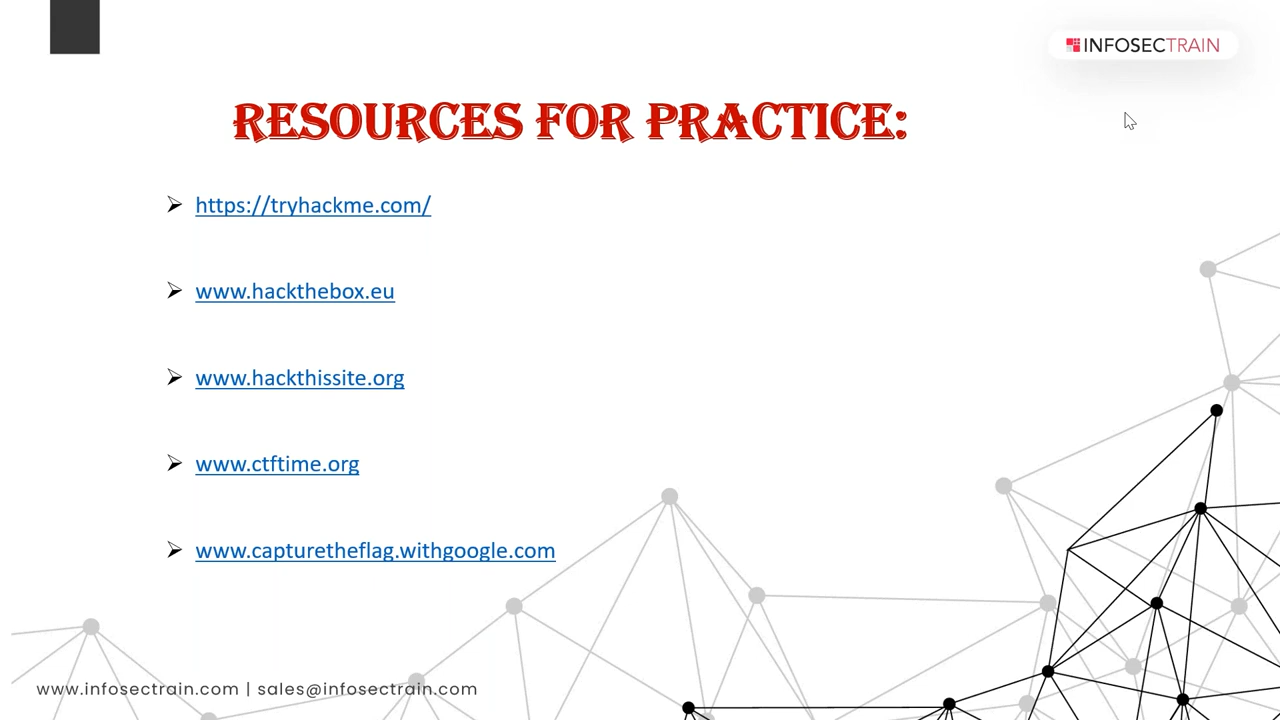 INFOSECTRAIN
RESOURCES FOR PRACTICE:
https://tryhackme.com/
www.hackthebox.eu
www.hackthissite.org
www.ctftime.org
www.capturetheflag.withgoogle.com
www.infosectrain.com | sales@infosectrain.com